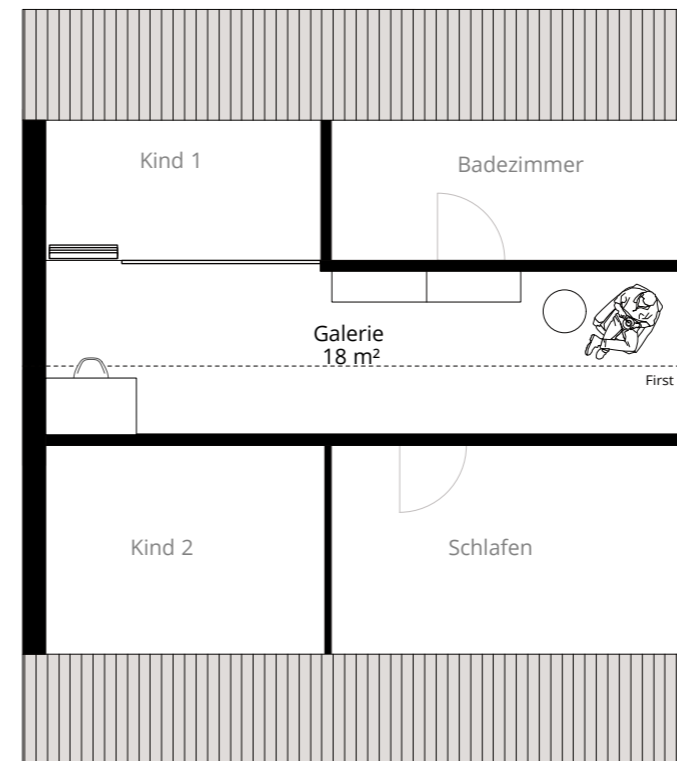 Kind 1
Badezimmer
Galerie
18 m²
First
Kind 2
Schlafen